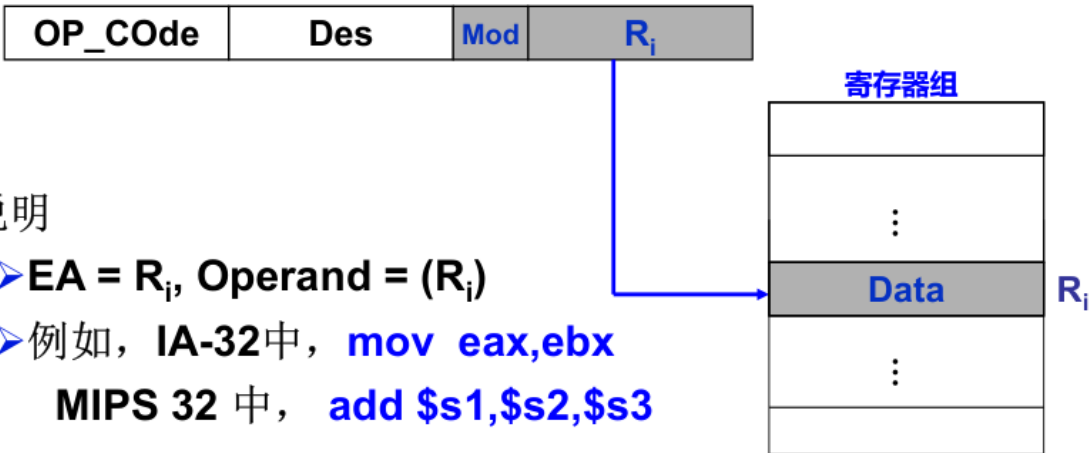 OP_COde Des Mod Ri
寄存器组
⋮
说明
➢EA = Ri, Operand = (Ri)
Data Ri
➢例如，IA-32中，mov eax,ebx
⋮
MIPS 32 中， add $s1,$s2,$s3